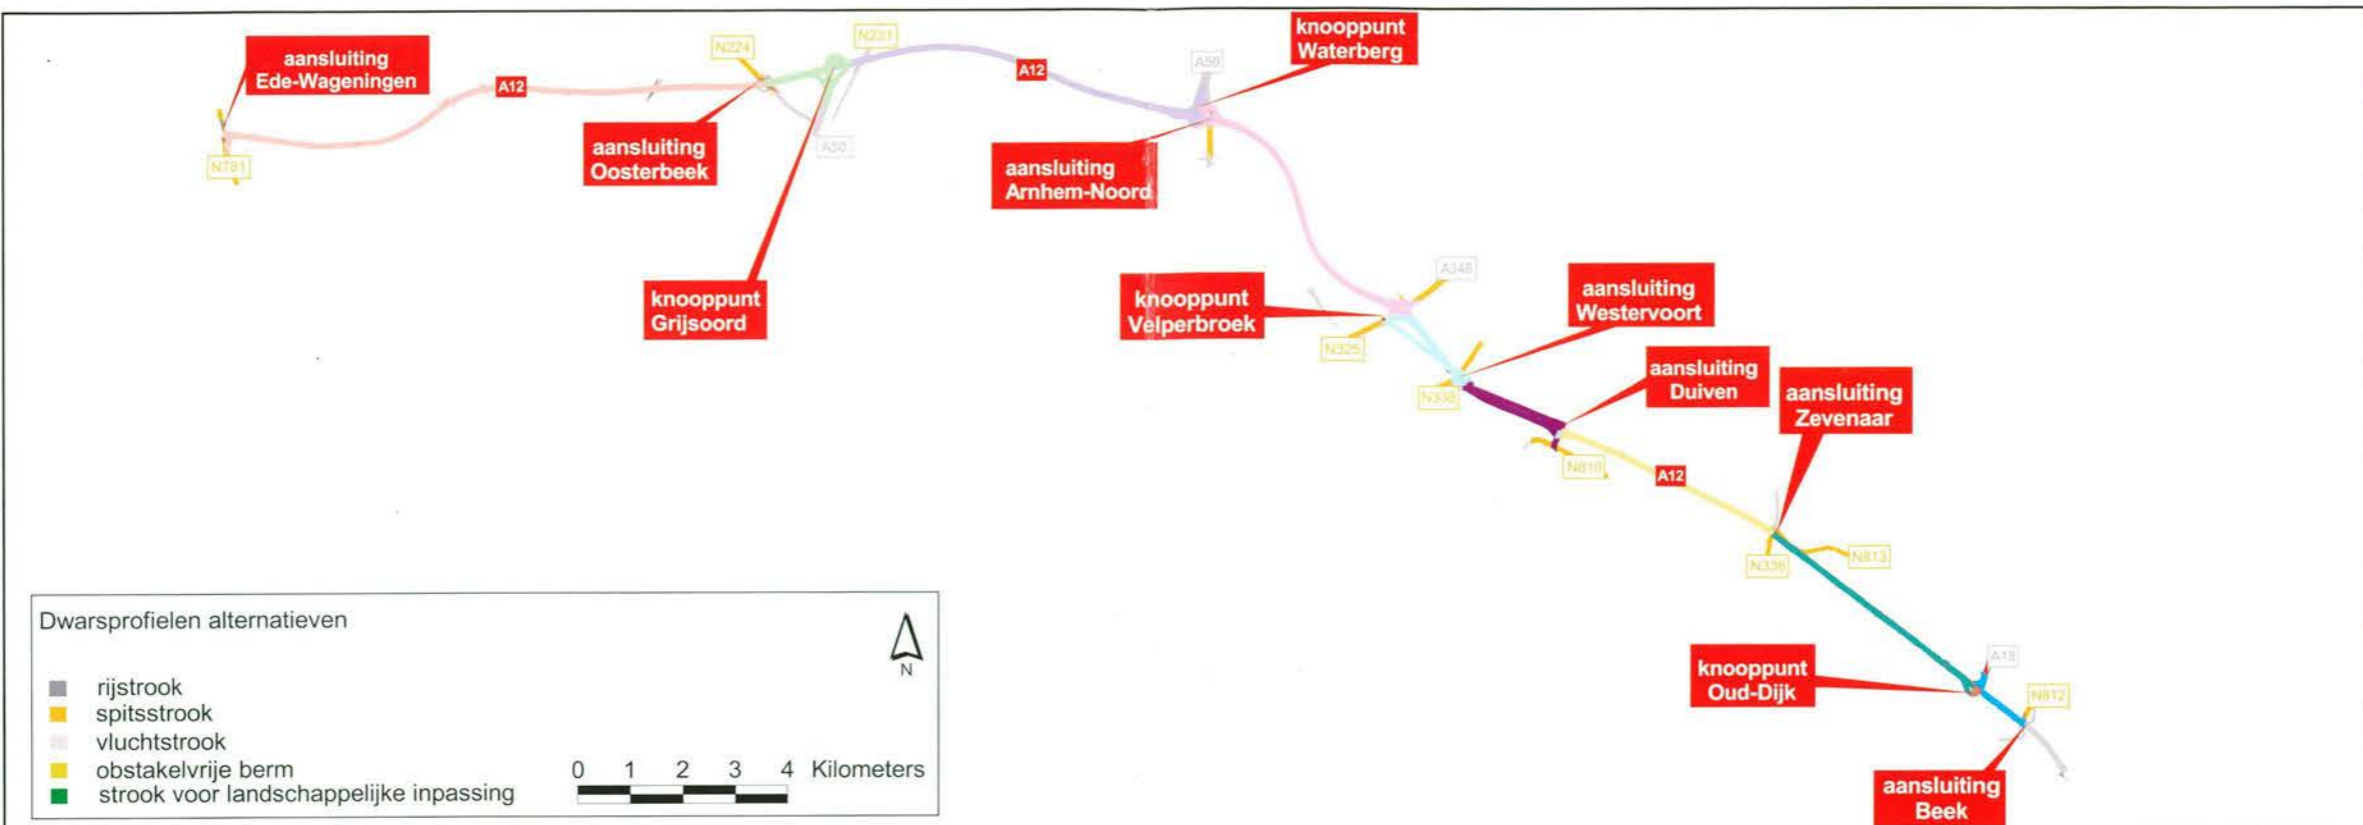 aansluiting
Ede-Wageningen
A12
N781
N224
N231
aansluiting
Oosterbeek
A50
knooppunt
Grijsoord
A12
knooppunt
Waterberg
A50
aansluiting
Arnhem-Noord
knooppunt
Velperbroek
A348
N325
aansluiting
Westervoort
N338
aansluiting
Duiven
N810
aansluiting
Zevenaar
A12
N336
N813
knooppunt
Oud-Dijk
A18
N812
aansluiting
Beek
Dwarsprofielen alternatieven
N
rijstrook
spitsstrook
vluchtstrook
obstakelvrije berm
strook voor landschappelijke inpassing
0 1 2 3 4 Kilometers